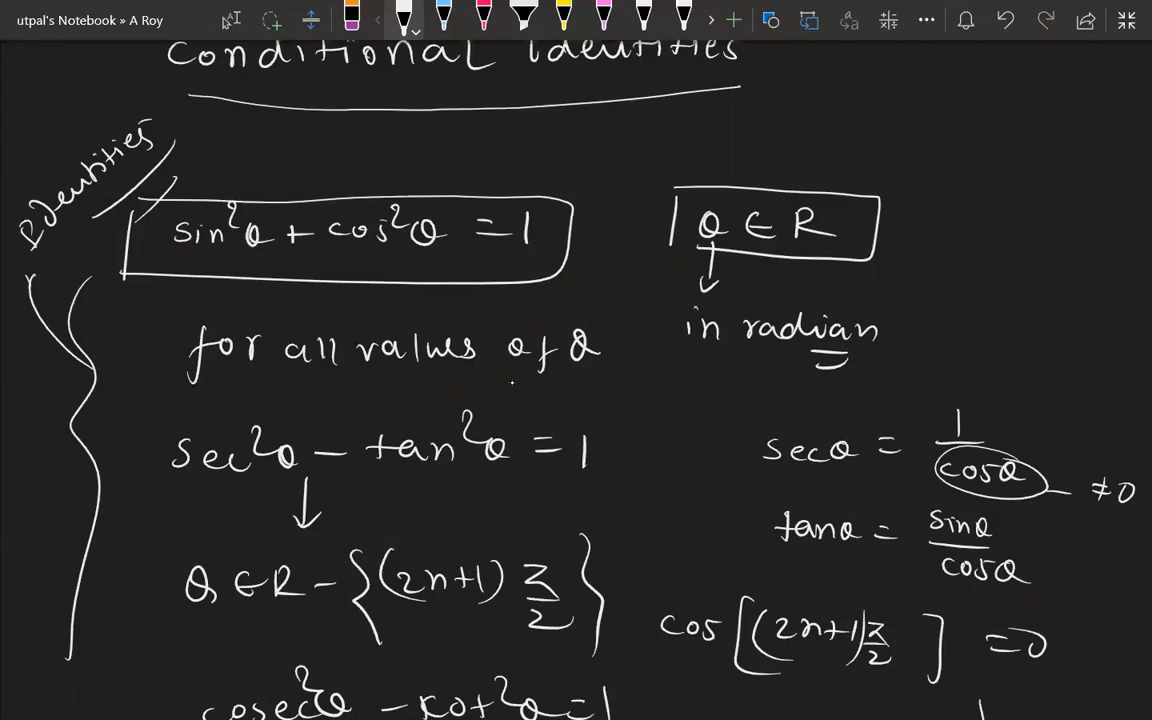 utpal's Notebook » A Roy
Conditional Identities
Identities
sin²θ + cos²θ = 1
θ ∈ R
in radian
for all values of θ
sec²θ - tan²θ = 1
secθ = 1/cosθ ≠0
tanθ = sinθ/cosθ
θ ∈ R - {(2n+1) π/2}
cos[(2n+1)π/2] = 0
cosec²θ - cot²θ = 1